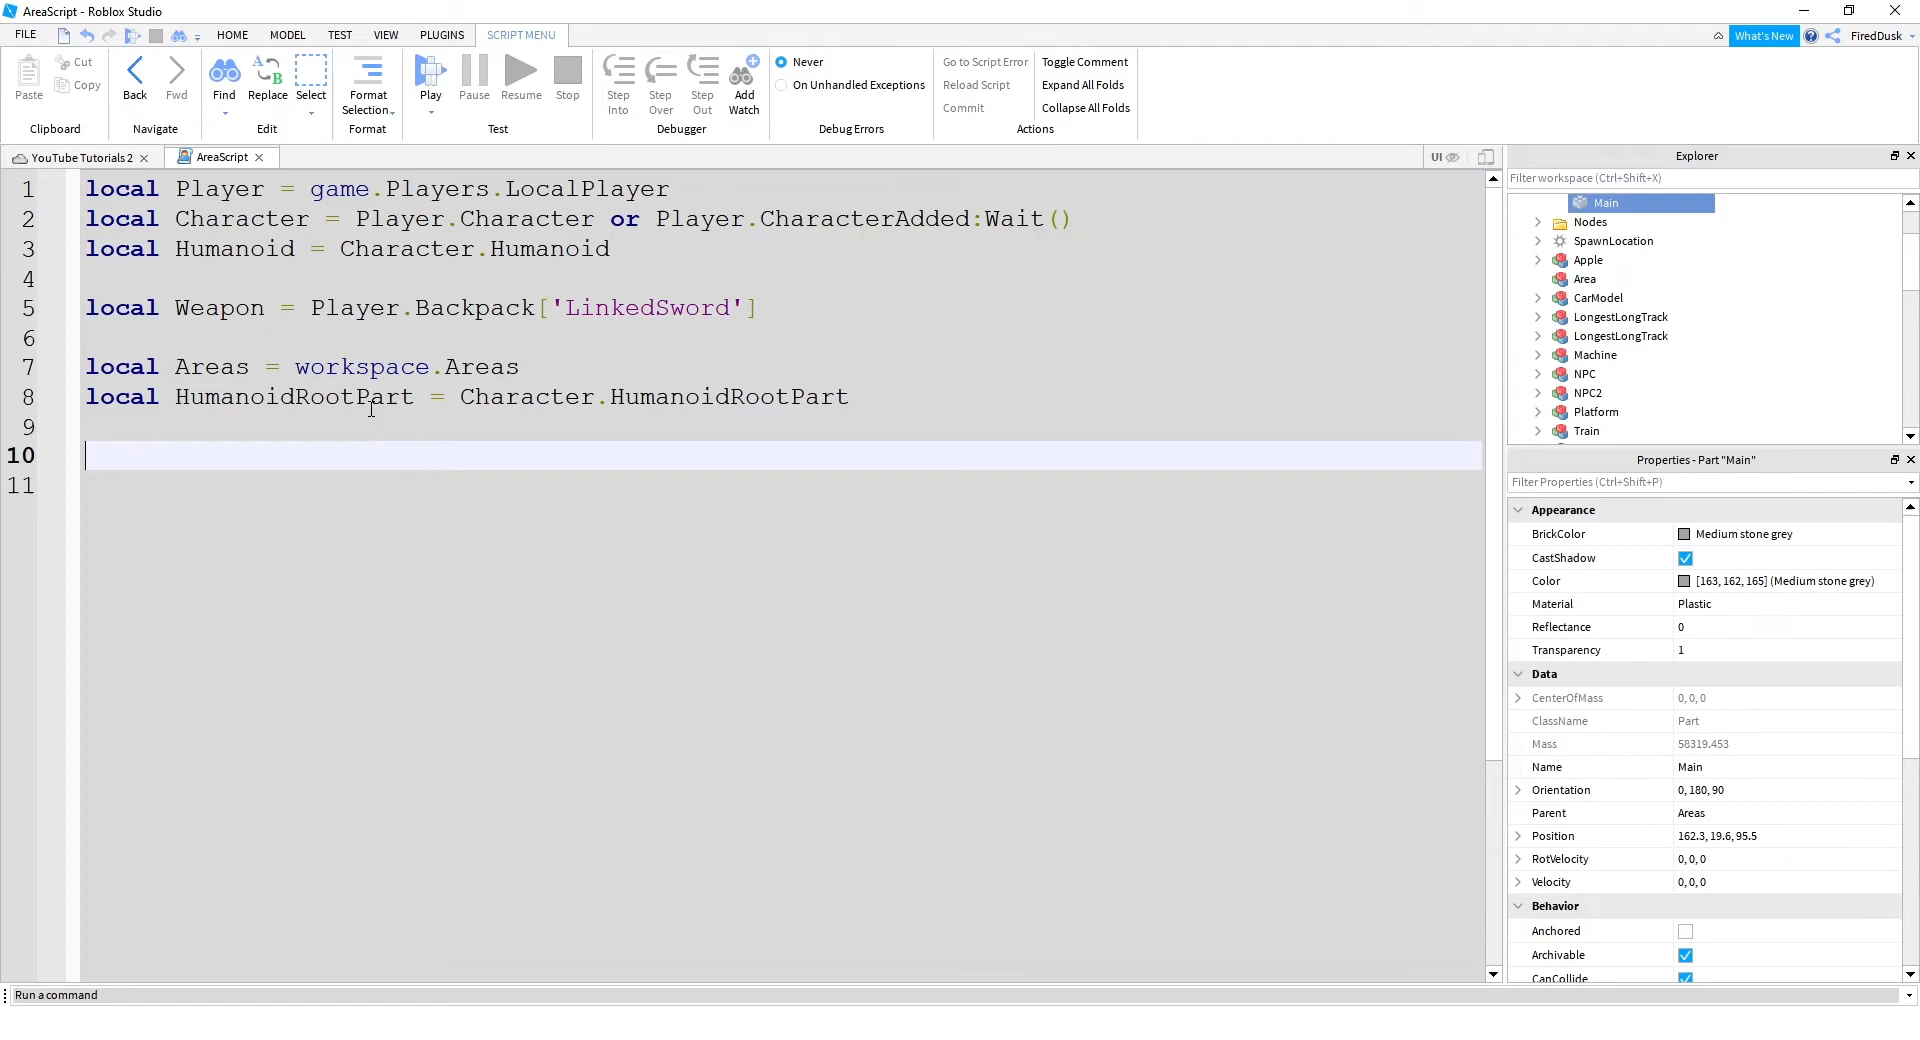 AreaScript - Roblox Studio
FILE HOME MODEL TEST VIEW PLUGINS SCRIPT MENU What's New FiredDusk
Paste Cut Copy Clipboard
Back Fwd Navigate
Find Replace Select Edit
Format Selection Format
Play Pause Resume Stop Test
Step Into Step Over Step Out Add Watch Debugger
Never
On Unhandled Exceptions
Debug Errors
Go to Script Error Toggle Comment
Reload Script Expand All Folds
Commit Collapse All Folds
Actions
YouTube Tutorials 2 AreaScript UI
1 local Player = game.Players.LocalPlayer
2 local Character = Player.Character or Player.CharacterAdded:Wait()
3 local Humanoid = Character.Humanoid
4
5 local Weapon = Player.Backpack['LinkedSword']
6
7 local Areas = workspace.Areas
8 local HumanoidRootPart = Character.HumanoidRootPart
9
10
11
Explorer
Filter workspace (Ctrl+Shift+X)
Main
Nodes
SpawnLocation
Apple
Area
CarModel
LongestLongTrack
LongestLongTrack
Machine
NPC
NPC2
Platform
Train
Properties - Part "Main"
Filter Properties (Ctrl+Shift+P)
Appearance
BrickColor Medium stone grey
CastShadow
Color [163, 162, 165] (Medium stone grey)
Material Plastic
Reflectance 0
Transparency 1
Data
CenterOfMass 0, 0, 0
ClassName Part
Mass 58319.453
Name Main
Orientation 0, 180, 90
Parent Areas
Position 162.3, 19.6, 95.5
RotVelocity 0, 0, 0
Velocity 0, 0, 0
Behavior
Anchored
Archivable
CanCollide
Run a command